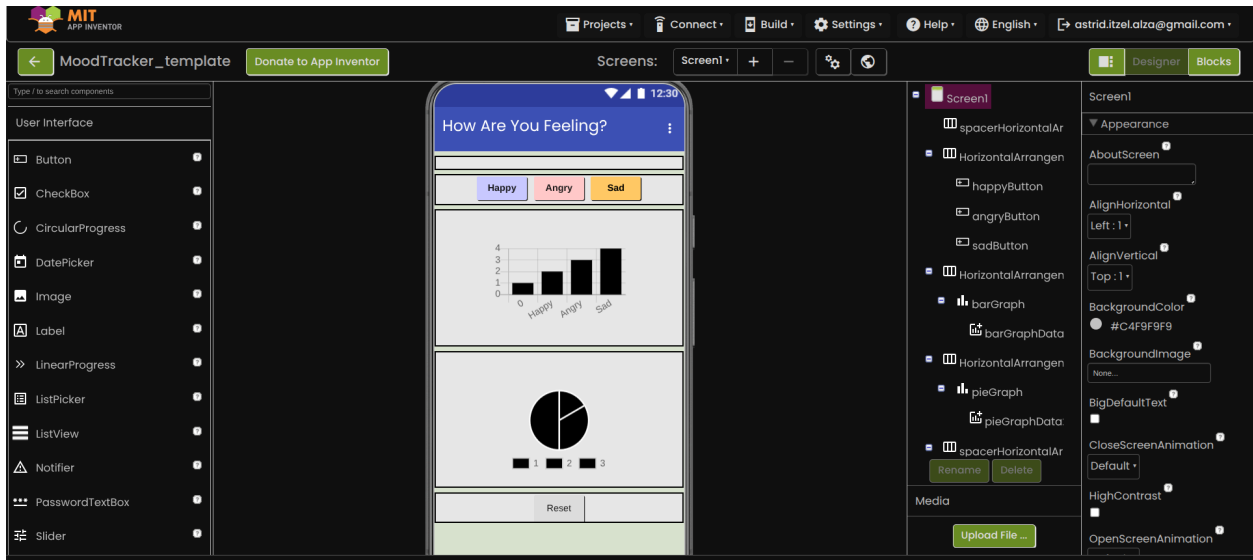 MIT
APP INVENTOR
Projects
Connect
Build
Settings
Help
English
astrid.itzel.alza@gmail.com
MoodTracker_template
Donate to App Inventor
Screens:
Screen1
Designer
Blocks
Type / to search components
User Interface
Button
CheckBox
CircularProgress
DatePicker
Image
Label
LinearProgress
ListPicker
ListView
Notifier
PasswordTextBox
Slider
12:30
How Are You Feeling?
Happy Angry Sad
4
3
2
1
0
0 Happy Angry Sad
1 2 3
Reset
Screen1
spacerHorizontalAr
HorizontalArrangen
happyButton
angryButton
sadButton
HorizontalArrangen
barGraph
barGraphData
HorizontalArrangen
pieGraph
pieGraphData
spacerHorizontalAr
Rename Delete
Media
Upload File ...
Screen1
Appearance
AboutScreen
AlignHorizontal
Left : 1
AlignVertical
Top : 1
BackgroundColor
#C4F9F9F9
BackgroundImage
None...
BigDefaultText
CloseScreenAnimation
Default
HighContrast
OpenScreenAnimation